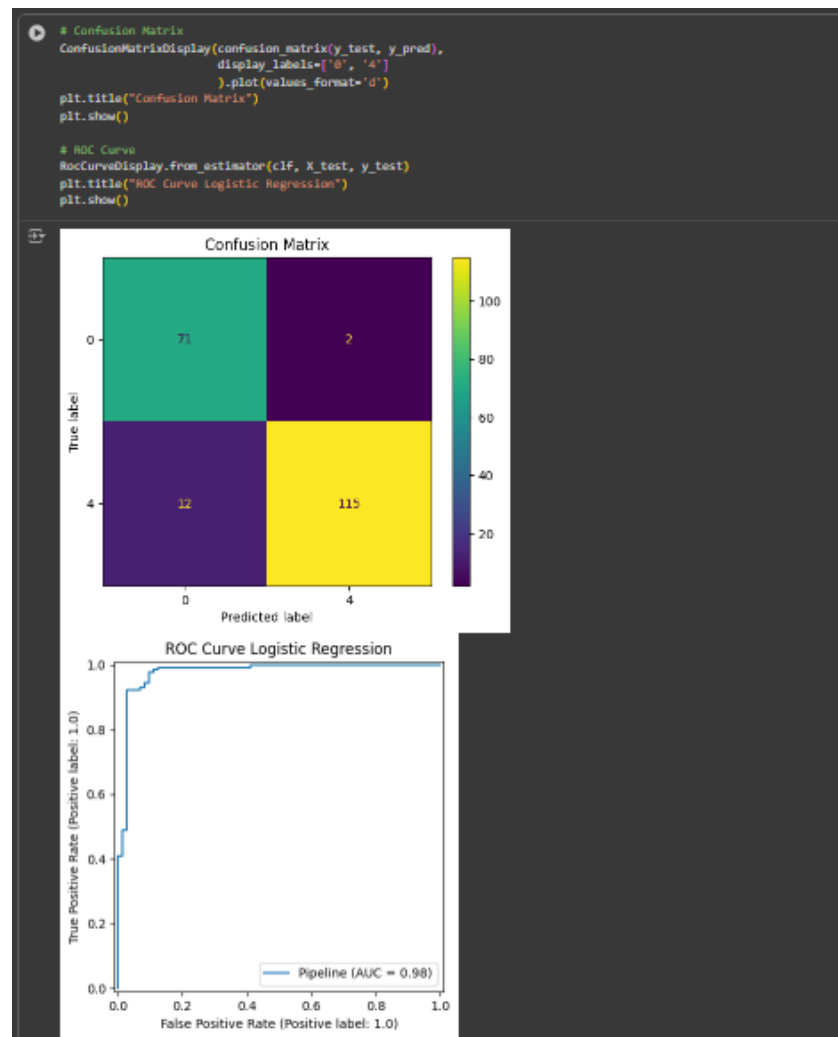 # Confusion Matrix
ConfusionMatrixDisplay(confusion_matrix(y_test, y_pred),
display_labels=['0', '4']
).plot(values_format='d')
plt.title("Confusion Matrix")
plt.show()
# ROC Curve
RocCurveDisplay.from_estimator(clf, X_test, y_test)
plt.title("ROC Curve Logistic Regression")
plt.show()
Confusion Matrix
True label
0
71
2
4
12
115
0
4
Predicted label
100
80
60
40
20
ROC Curve Logistic Regression
True Positive Rate (Positive label: 1.0)
1.0
0.8
0.6
0.4
0.2
0.0
Pipeline (AUC = 0.98)
0.0
0.2
0.4
0.6
0.8
1.0
False Positive Rate (Positive label: 1.0)